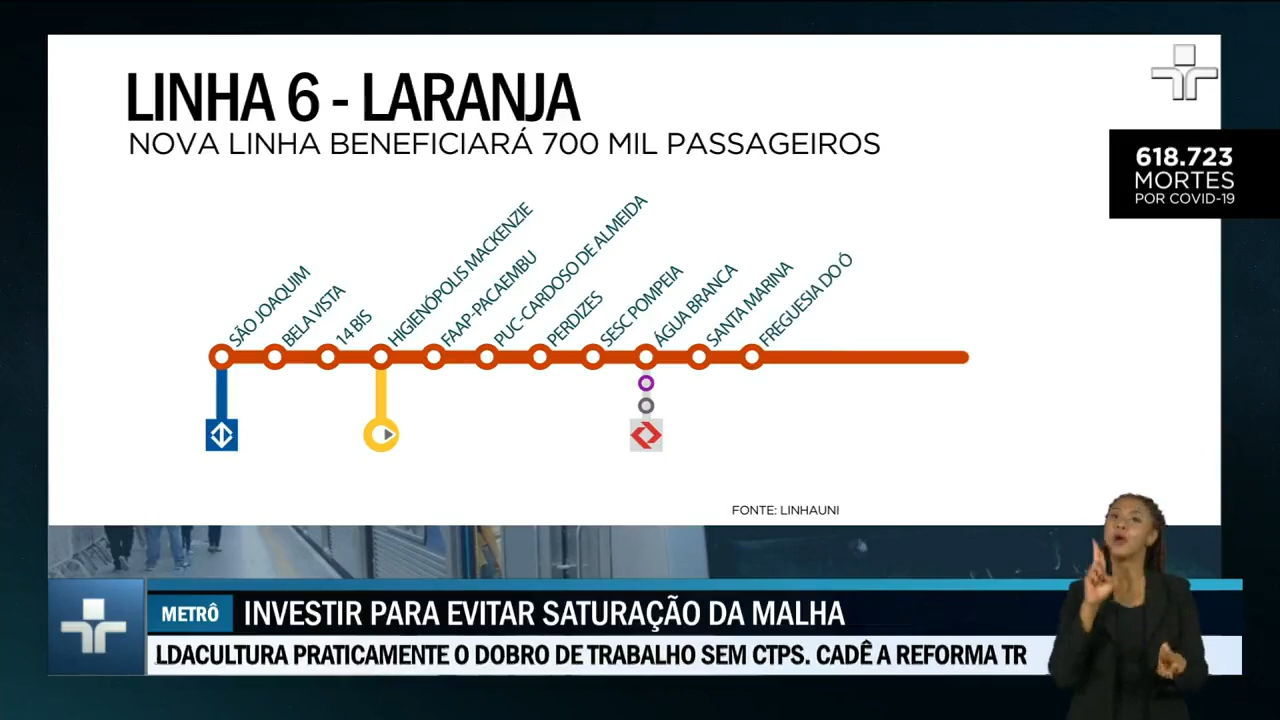 LINHA 6 - LARANJA
NOVA LINHA BENEFICIARÁ 700 MIL PASSAGEIROS
618.723
MORTES
POR COVID-19
SÃO JOAQUIM
BELA VISTA
14 BIS
HIGIENÓPOLIS MACKENZIE
FAAP-PACAEMBU
PUC-CARDOSO DE ALMEIDA
PERDIZES
SESC POMPEIA
ÁGUA BRANCA
SANTA MARINA
FREGUESIA DO Ó
FONTE: LINHAUNI
METRÔ INVESTIR PARA EVITAR SATURAÇÃO DA MALHA
LDACULTURA PRATICAMENTE O DOBRO DE TRABALHO SEM CTPS. CADÊ A REFORMA TR